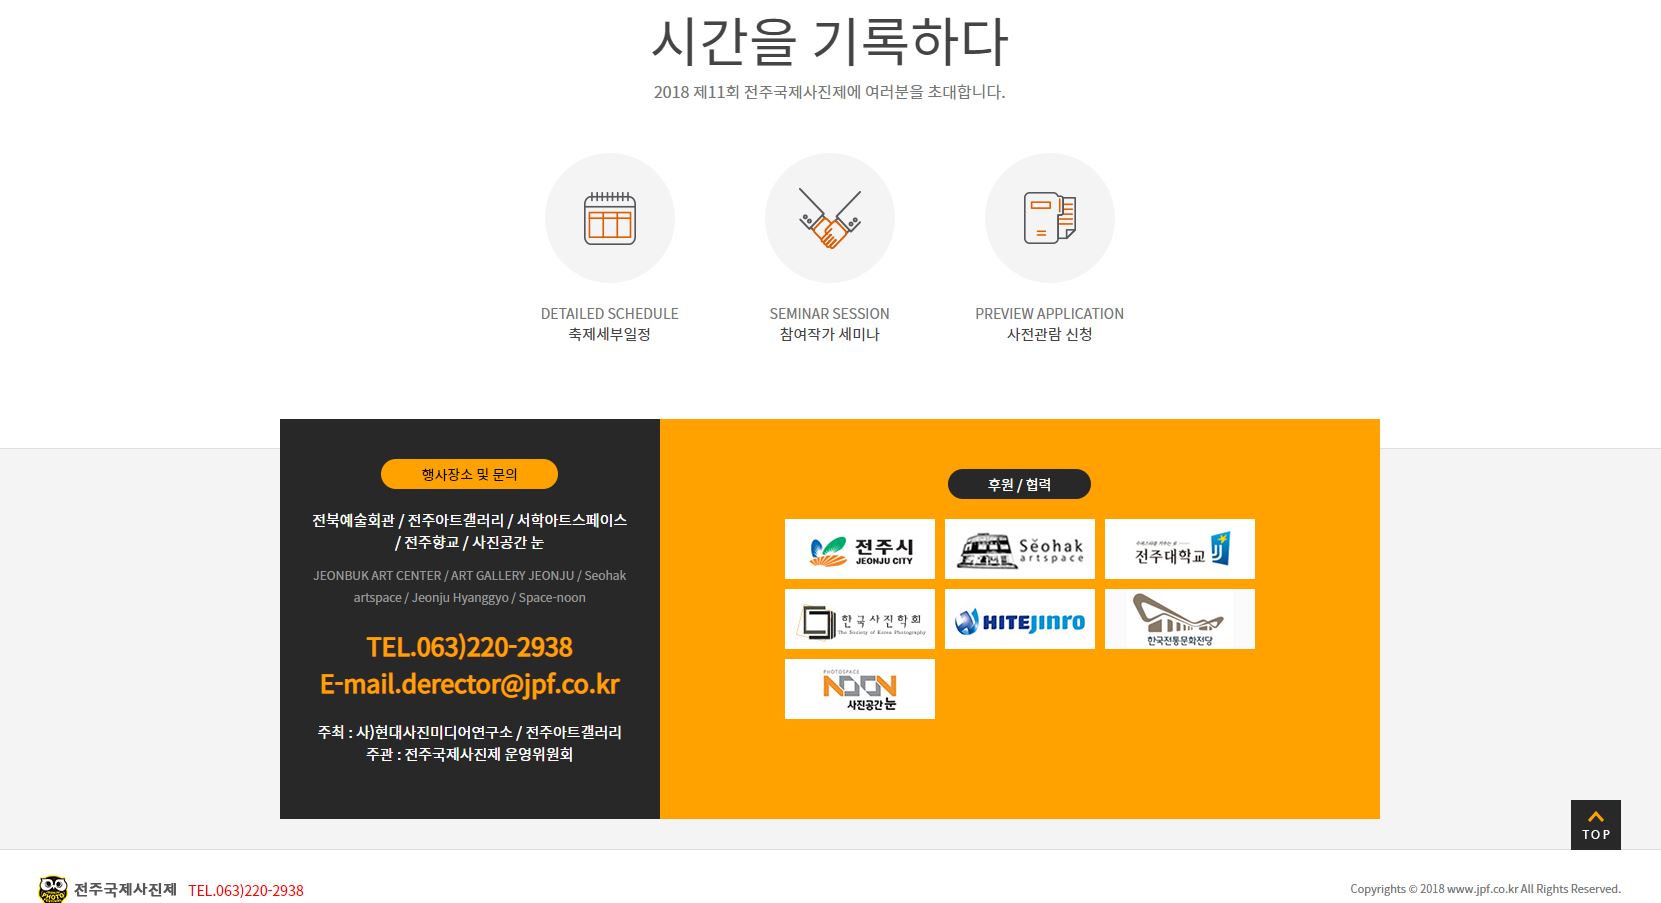 시간을 기록하다
2018 제11회 전주국제사진제에 여러분을 초대합니다.
DETAILED SCHEDULE
축제세부일정
SEMINAR SESSION
참여작가 세미나
PREVIEW APPLICATION
사전관람 신청
행사장소 및 문의
전북예술회관 / 전주아트갤러리 / 서학아트스페이스
/ 전주향교 / 사진공간 눈
JEONBUK ART CENTER / ART GALLERY JEONJU / Seohak
artspace / Jeonju Hyanggyo / Space-noon
TEL.063)220-2938
E-mail.derector@jpf.co.kr
주최 : 사)현대사진미디어연구소 / 전주아트갤러리
주관 : 전주국제사진제 운영위원회
후원 / 협력
전주시
JEONJU CITY
Sĕohak
artspace
전주대학교
한국사진학회
The Society of Korea Photography
HITEJINRO
한국전통문화전당
PHOTOSPACE
NOON
사진공간 눈
TOP
PHOTO
전주국제사진제
TEL.063)220-2938
Copyrights © 2018 www.jpf.co.kr All Rights Reserved.